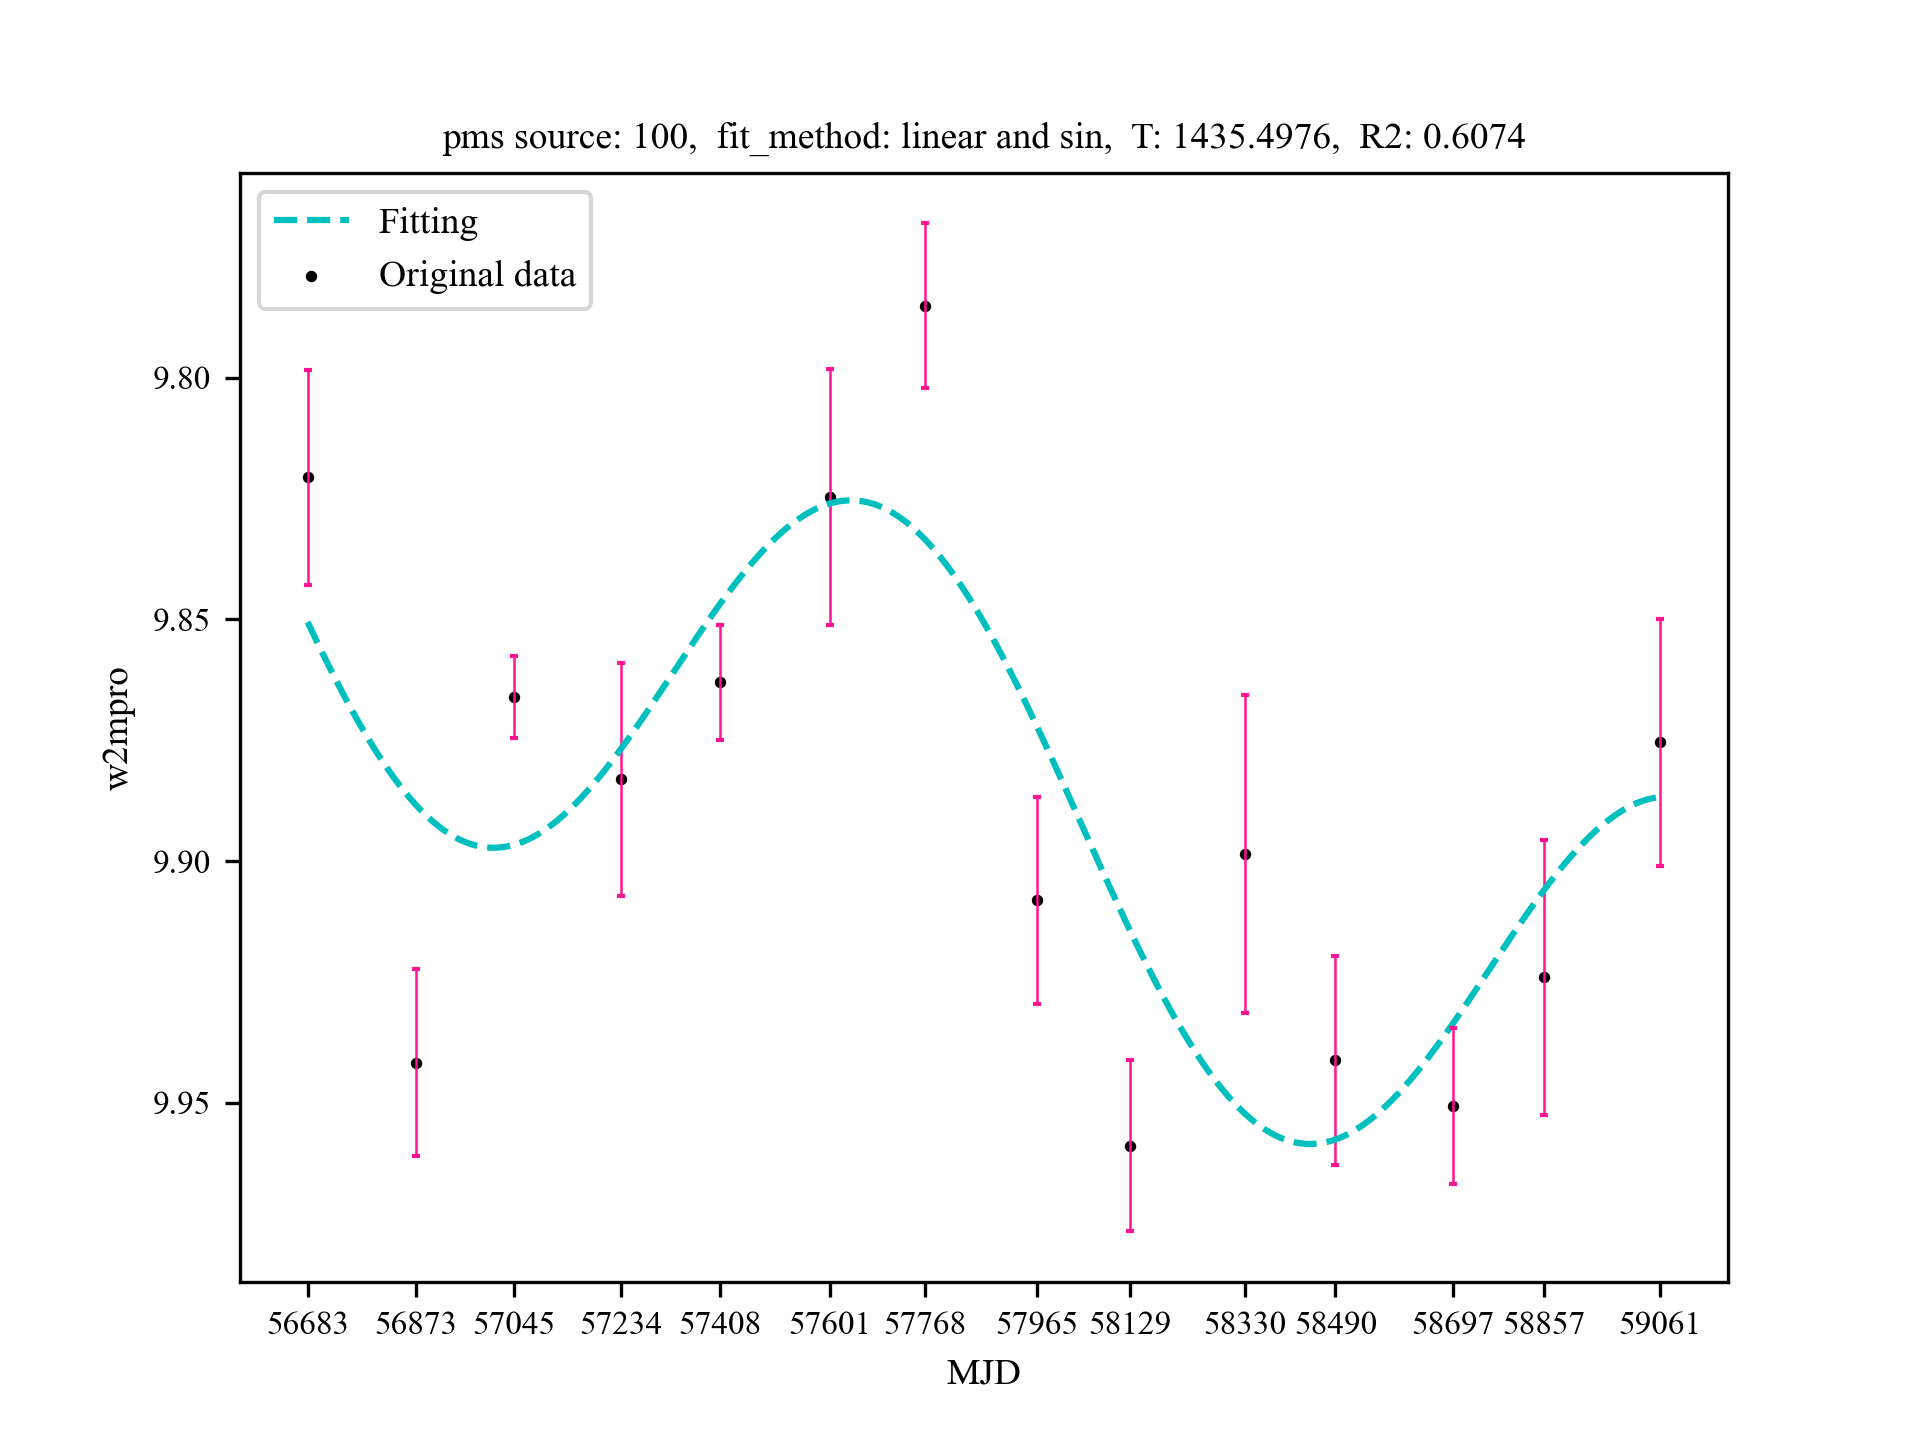 pms source: 100,  fit_method: linear and sin,  T: 1435.4976,  R2: 0.6074
Fitting
Original data
9.80
9.85
9.90
9.95
w2mpro
56683 56873 57045 57234 57408 57601 57768 57965 58129 58330 58490 58697 58857 59061
MJD